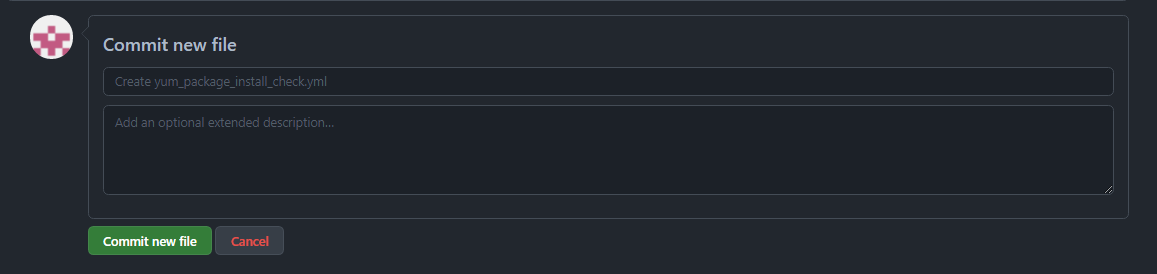 Commit new file
Create yum_package_install_check.yml
Add an optional extended description...
Commit new file
Cancel